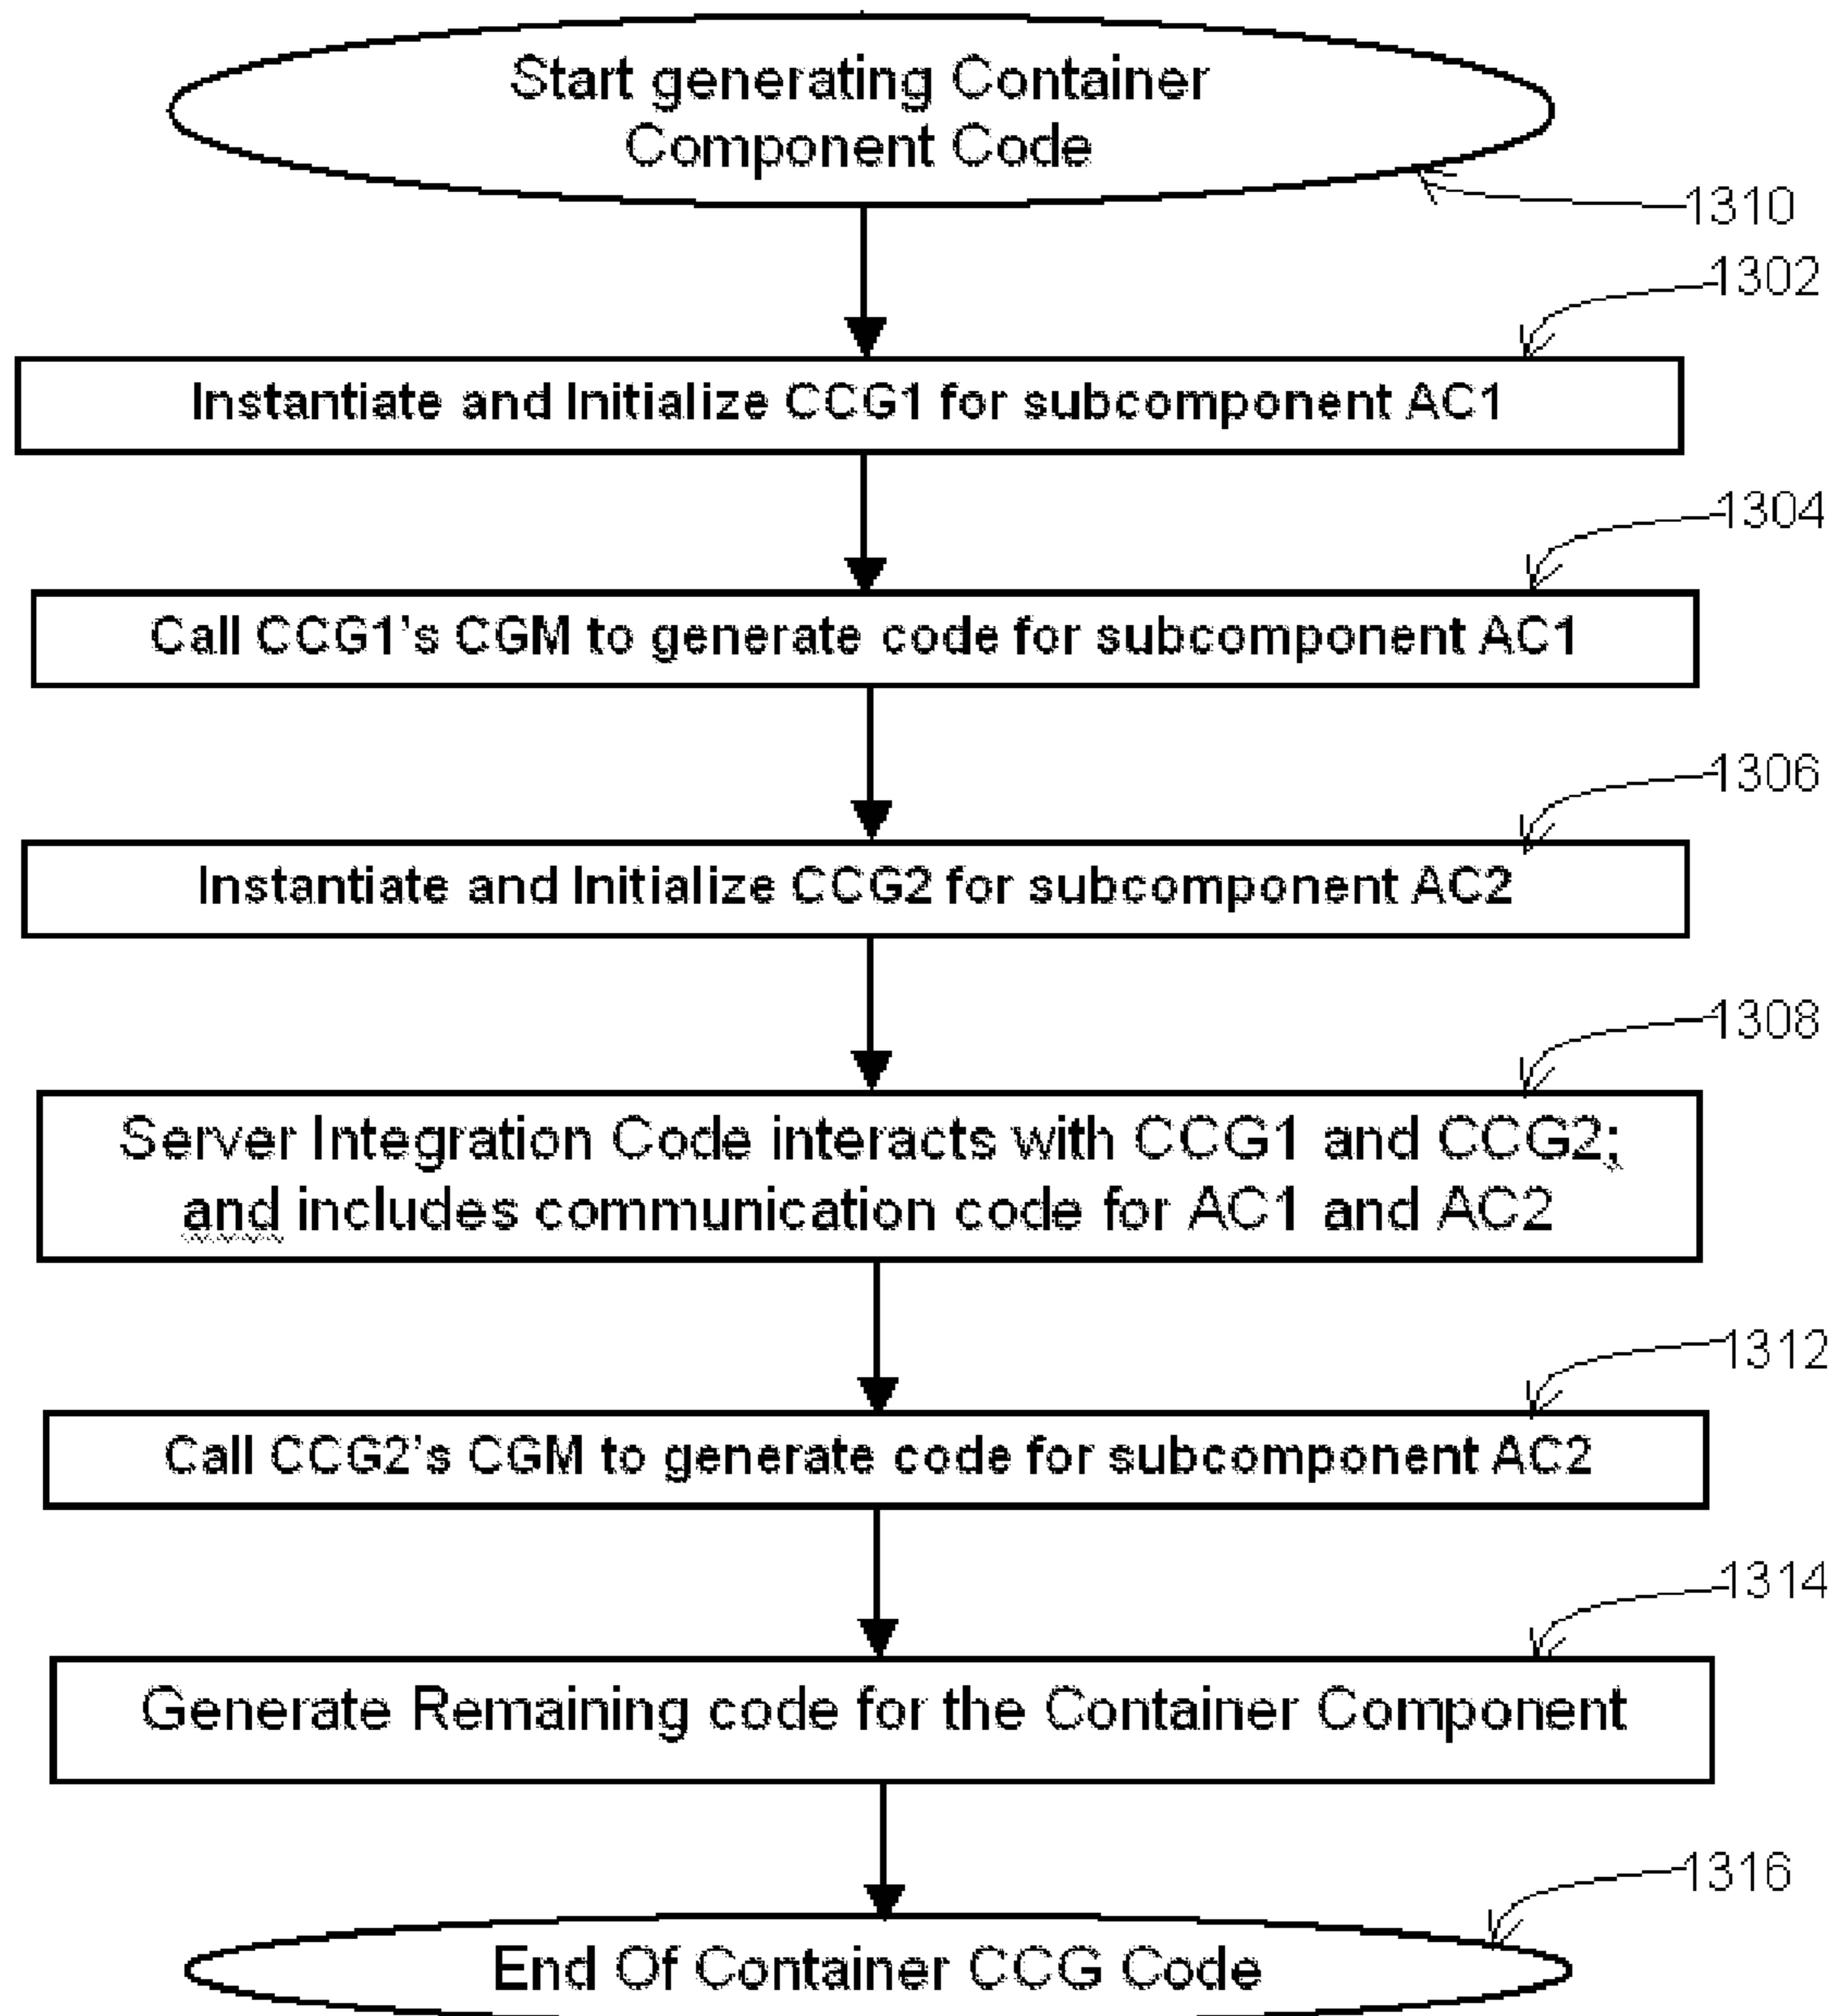 Start generating Container
Component Code
1310
1302
Instantiate and Initialize CCG1 for subcomponent AC1
1304
Call CCG1's CGM to generate code for subcomponent AC1
1306
Instantiate and Initialize CCG2 for subcomponent AC2
1308
Server Integration Code interacts with CCG1 and CCG2;
and includes communication code for AC1 and AC2
1312
Call CCG2's CGM to generate code for subcomponent AC2
1314
Generate Remaining code for the Container Component
1316
End Of Container CCG Code